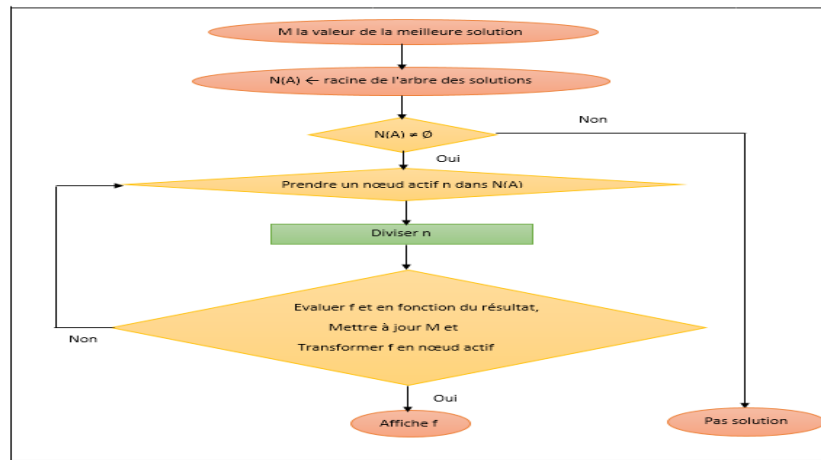 M la valeur de la meilleure solution
N(A) ← racine de l'arbre des solutions
N(A) ≠ Ø
Non
Oui
Prendre un nœud actif n dans N(A)
Diviser n
Evaluer f et en fonction du résultat,
Mettre à jour M et
Transformer f en nœud actif
Non
Oui
Affiche f
Pas solution